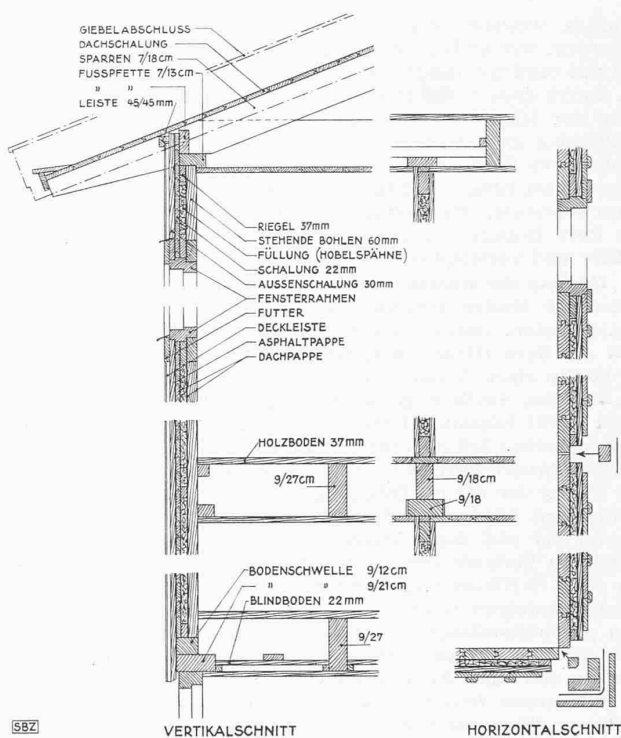 GIEBELABSCHLUSS
DACHSCHALUNG
SPARREN 7/18cm
FUSSPFETTE 7/13cm
" "
LEISTE 45/45mm
RIEGEL 37mm
STEHENDE BOHLEN 60mm
FÜLLUNG (HOBELSPÄHNE)
SCHALUNG 22mm
AUSSENSCHALUNG 30mm
FENSTERRAHMEN
FUTTER
DECKLEISTE
ASPHALTPAPPE
DACHPAPPE
HOLZBODEN 37mm
9/27cm
9/18cm
9/18
BODENSCHWELLE 9/12cm
" " 9/21cm
BLINDBODEN 22mm
9/27
SBZ
VERTIKALSCHNITT
HORIZONTALSCHNITT